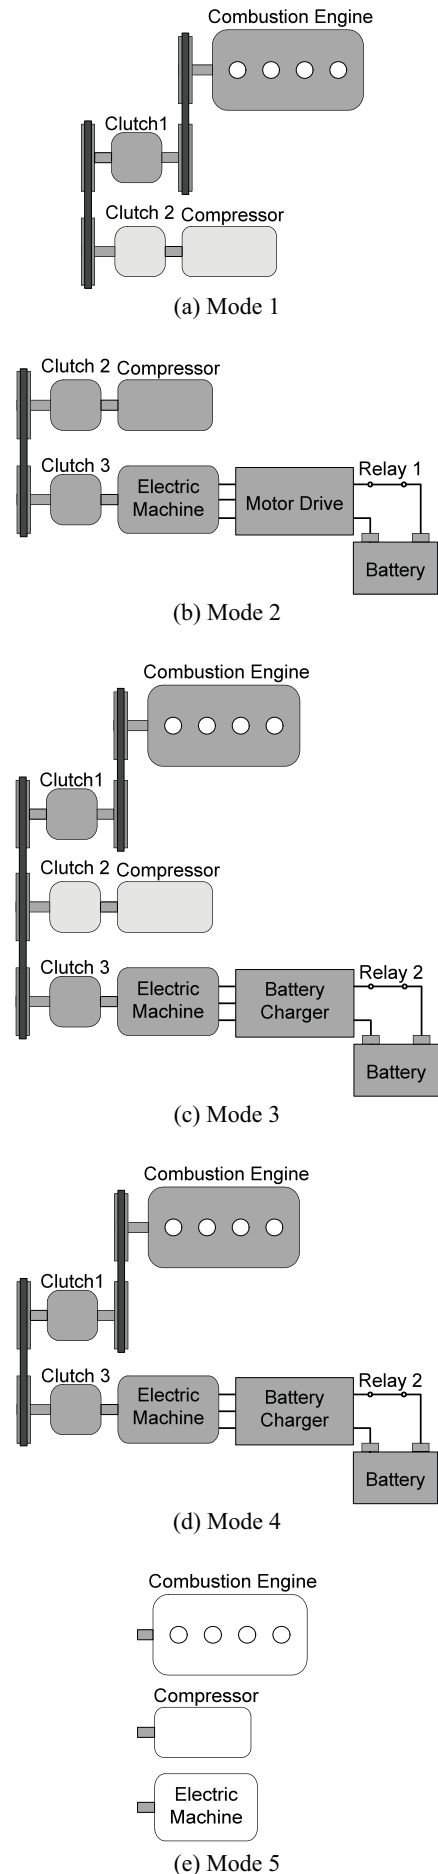 Combustion Engine
Clutch1
Clutch 2 Compressor
(a) Mode 1
Clutch 2 Compressor
Clutch 3
Electric
Machine
Motor Drive
Relay 1
Battery
(b) Mode 2
Combustion Engine
Clutch1
Clutch 2 Compressor
Clutch 3
Electric
Machine
Battery
Charger
Relay 2
Battery
(c) Mode 3
Combustion Engine
Clutch1
Clutch 3
Electric
Machine
Battery
Charger
Relay 2
Battery
(d) Mode 4
Combustion Engine
Compressor
Electric
Machine
(e) Mode 5